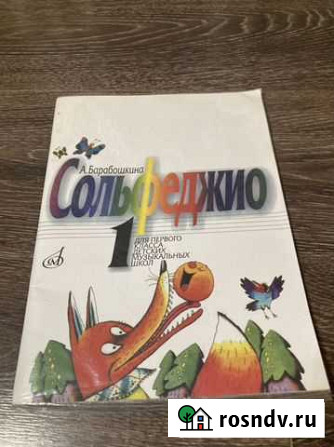 А.Барабошкина
Сольфеджио
1
ДЛЯ ПЕРВОГО
КЛАССА
ДЕТСКИХ
МУЗЫКАЛЬНЫХ
ШКОЛ
rosndv.ru